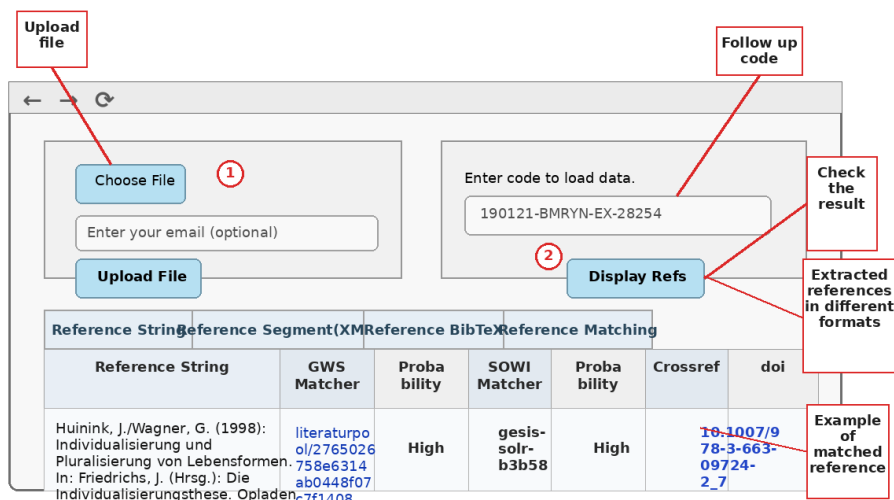 Upload
file
Follow up
code
← → ⟳
Choose File
1
Enter your email (optional)
Upload File
Enter code to load data.
190121-BMRYN-EX-28254
2
Display Refs
Check
the
result
Extracted
references
in different
formats
Reference String
Reference Segment(XM
Reference BibTeX
Reference Matching
Reference String
GWS
Matcher
Proba
bility
SOWI
Matcher
Proba
bility
Crossref
doi
Huinink, J./Wagner, G. (1998):
Individualisierung und
Pluralisierung von Lebensformen.
In: Friedrichs, J. (Hrsg.): Die
Individualisierungsthese. Opladen
literaturpo
ol/2765026
758e6314
ab0448f07
c7f1408
High
gesis-
solr-
b3b58
High
10.1007/9
78-3-663-
09724-
2_7
Example
of
matched
reference